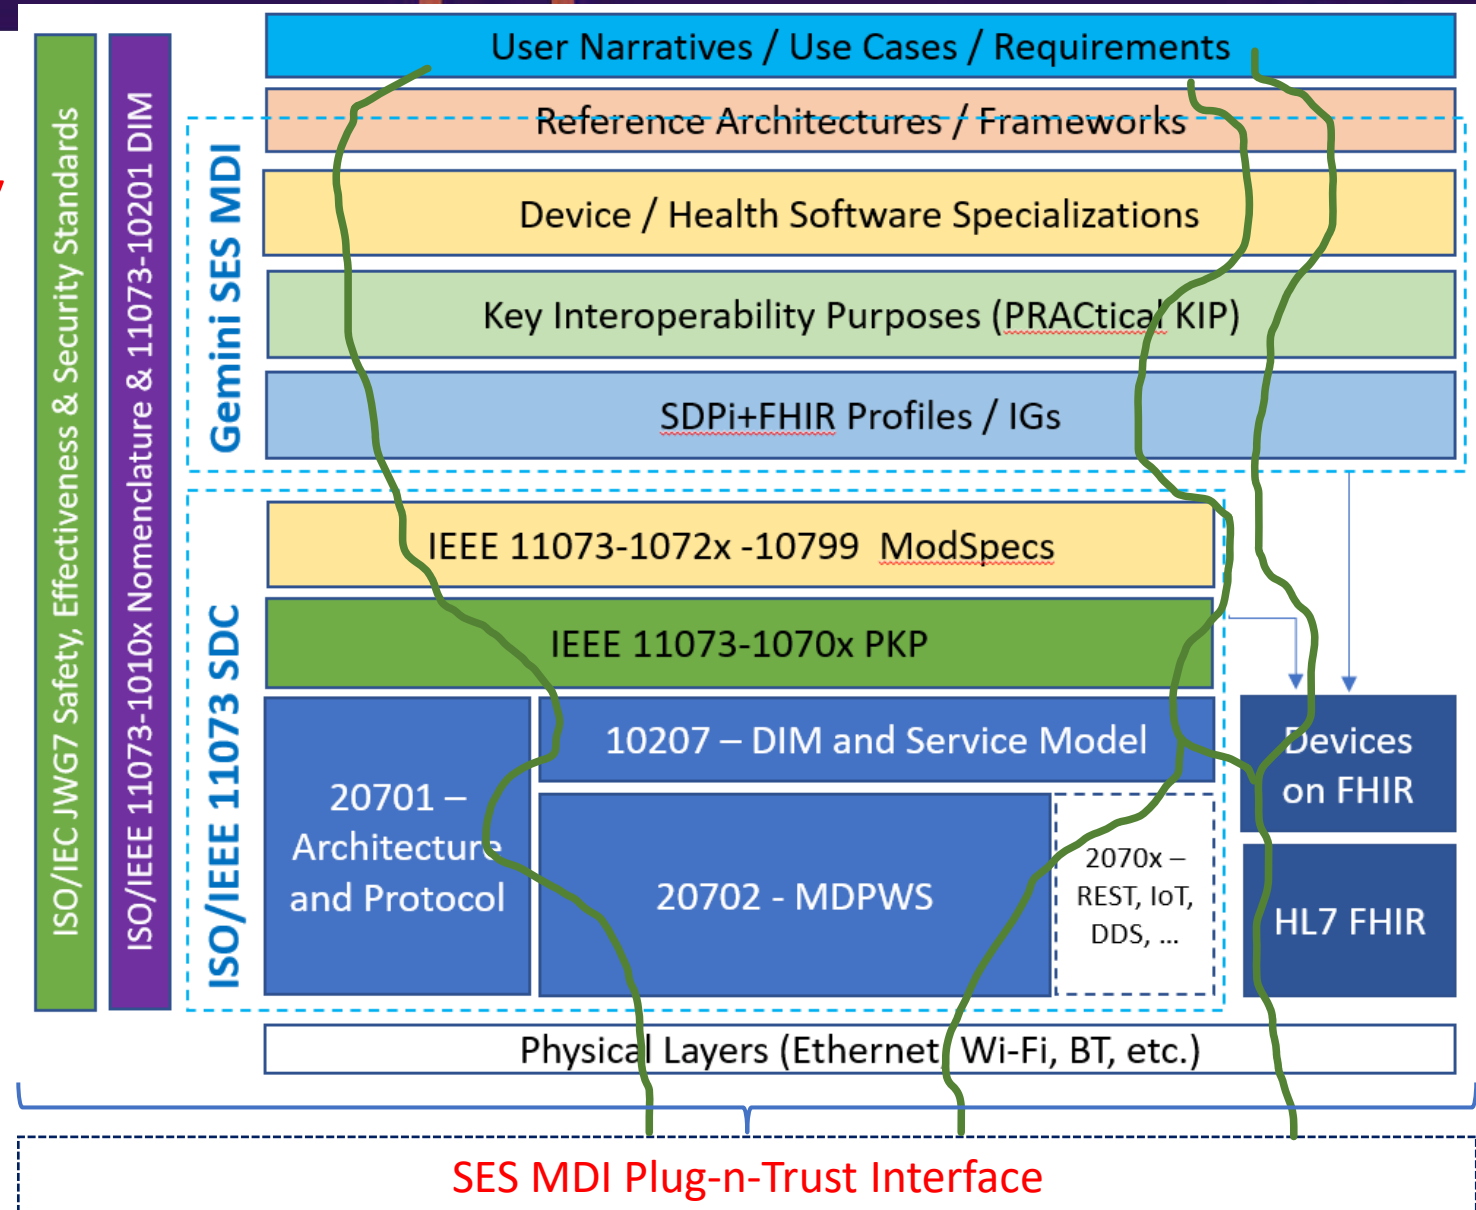 User Narratives / Use Cases / Requirements
Reference Architectures / Frameworks
Device / Health Software Specializations
Key Interoperability Purposes (PRACtical KIP)
SDPi+FHIR Profiles / IGs
Gemini SES MDI
ISO/IEC JWG7 Safety, Effectiveness & Security Standards
ISO/IEEE 11073-1010x Nomenclature & 11073-10201 DIM
ISO/IEEE 11073 SDC
IEEE 11073-1072x -10799 ModSpecs
IEEE 11073-1070x PKP
10207 – DIM and Service Model
20701 –
Architecture
and Protocol
20702 - MDPWS
2070x –
REST, IoT,
DDS, ...
Devices
on FHIR
HL7 FHIR
Physical Layers (Ethernet, Wi-Fi, BT, etc.)
SES MDI Plug-n-Trust Interface